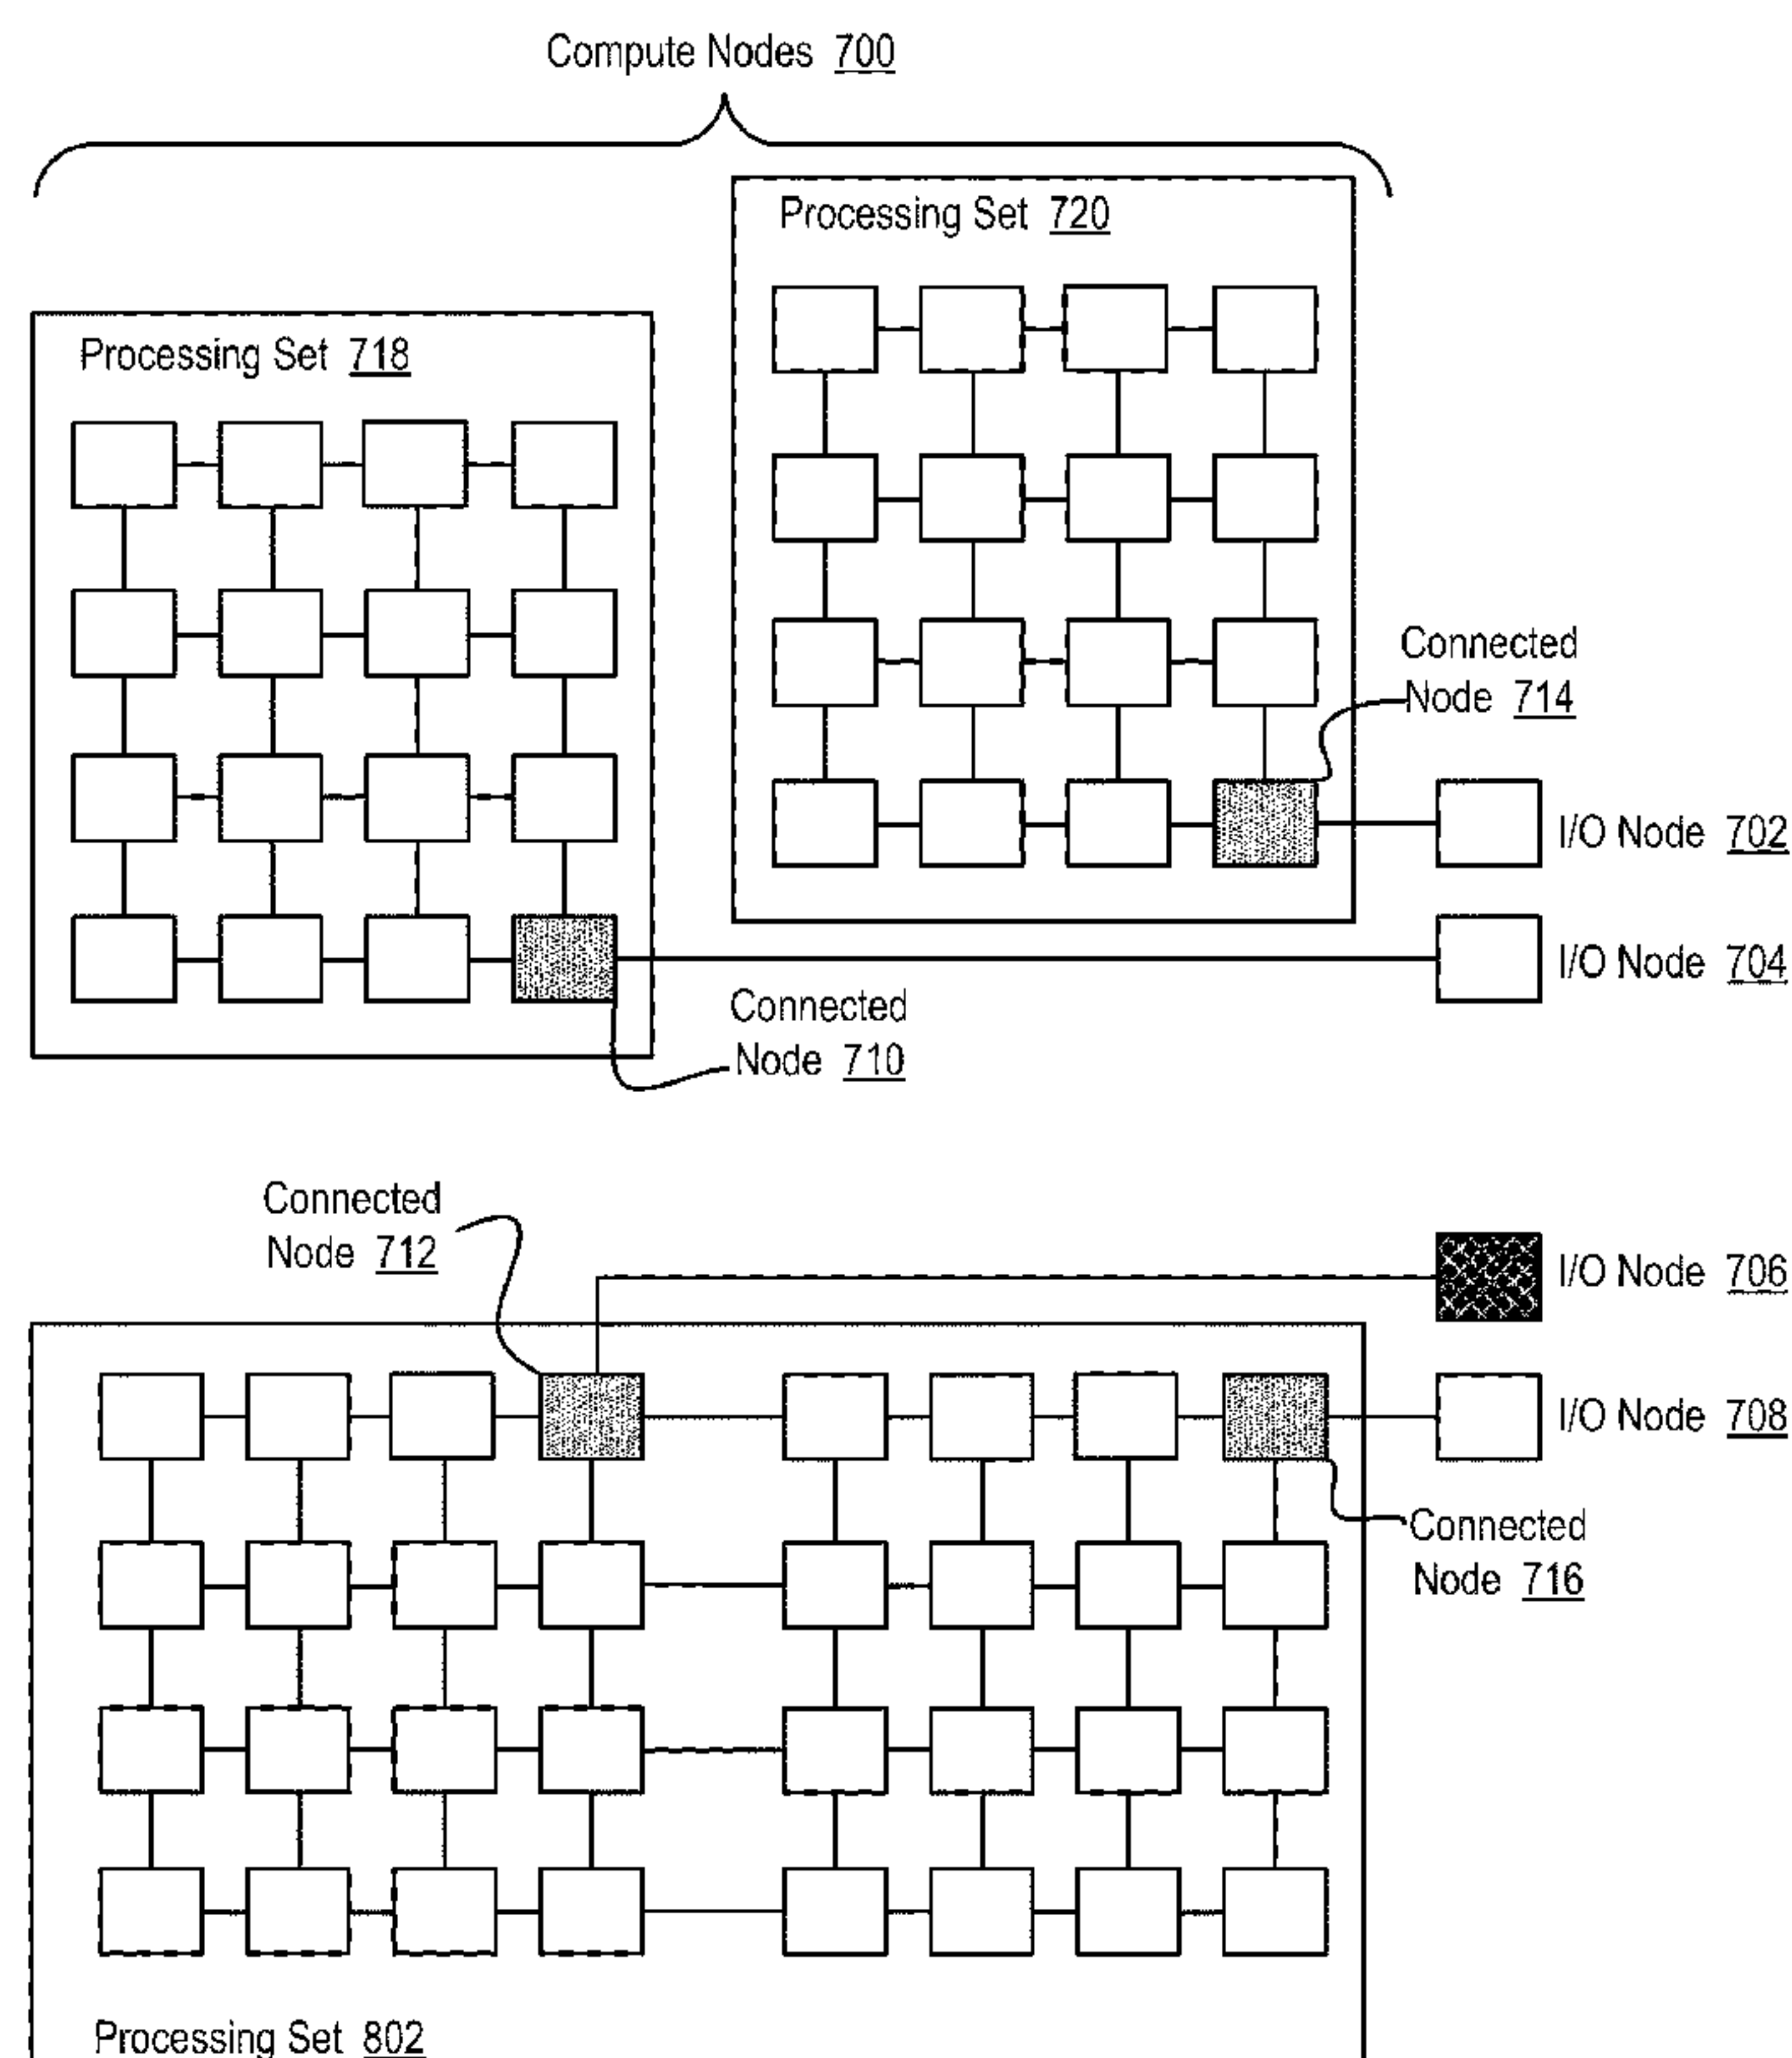 Compute Nodes 700
Processing Set 720
Processing Set 718
Connected
Node 714
I/O Node 702
I/O Node 704
Connected
Node 710
Connected
Node 712
I/O Node 706
I/O Node 708
Connected
Node 716
Processing Set 802